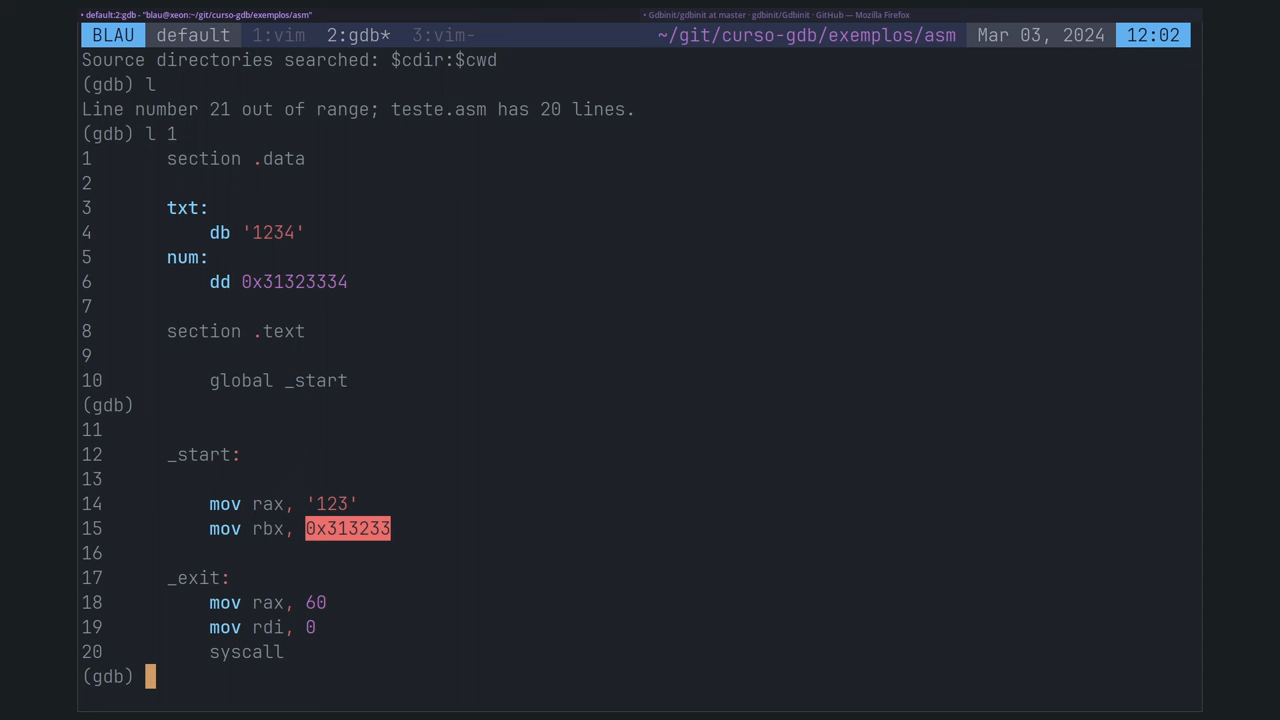 • default:2:gdb - "blau@xeon:~/git/curso-gdb/exemplos/asm"
• Gdbinit/gdbinit at master · gdbinit/Gdbinit · GitHub — Mozilla Firefox
BLAU default 1:vim 2:gdb* 3:vim- ~/git/curso-gdb/exemplos/asm Mar 03, 2024 12:02
Source directories searched: $cdir:$cwd
(gdb) l
Line number 21 out of range; teste.asm has 20 lines.
(gdb) l 1
1 section .data
2
3 txt:
4 db '1234'
5 num:
6 dd 0x31323334
7
8 section .text
9
10 global _start
(gdb)
11
12 _start:
13
14 mov rax, '123'
15 mov rbx, 0x313233
16
17 _exit:
18 mov rax, 60
19 mov rdi, 0
20 syscall
(gdb)